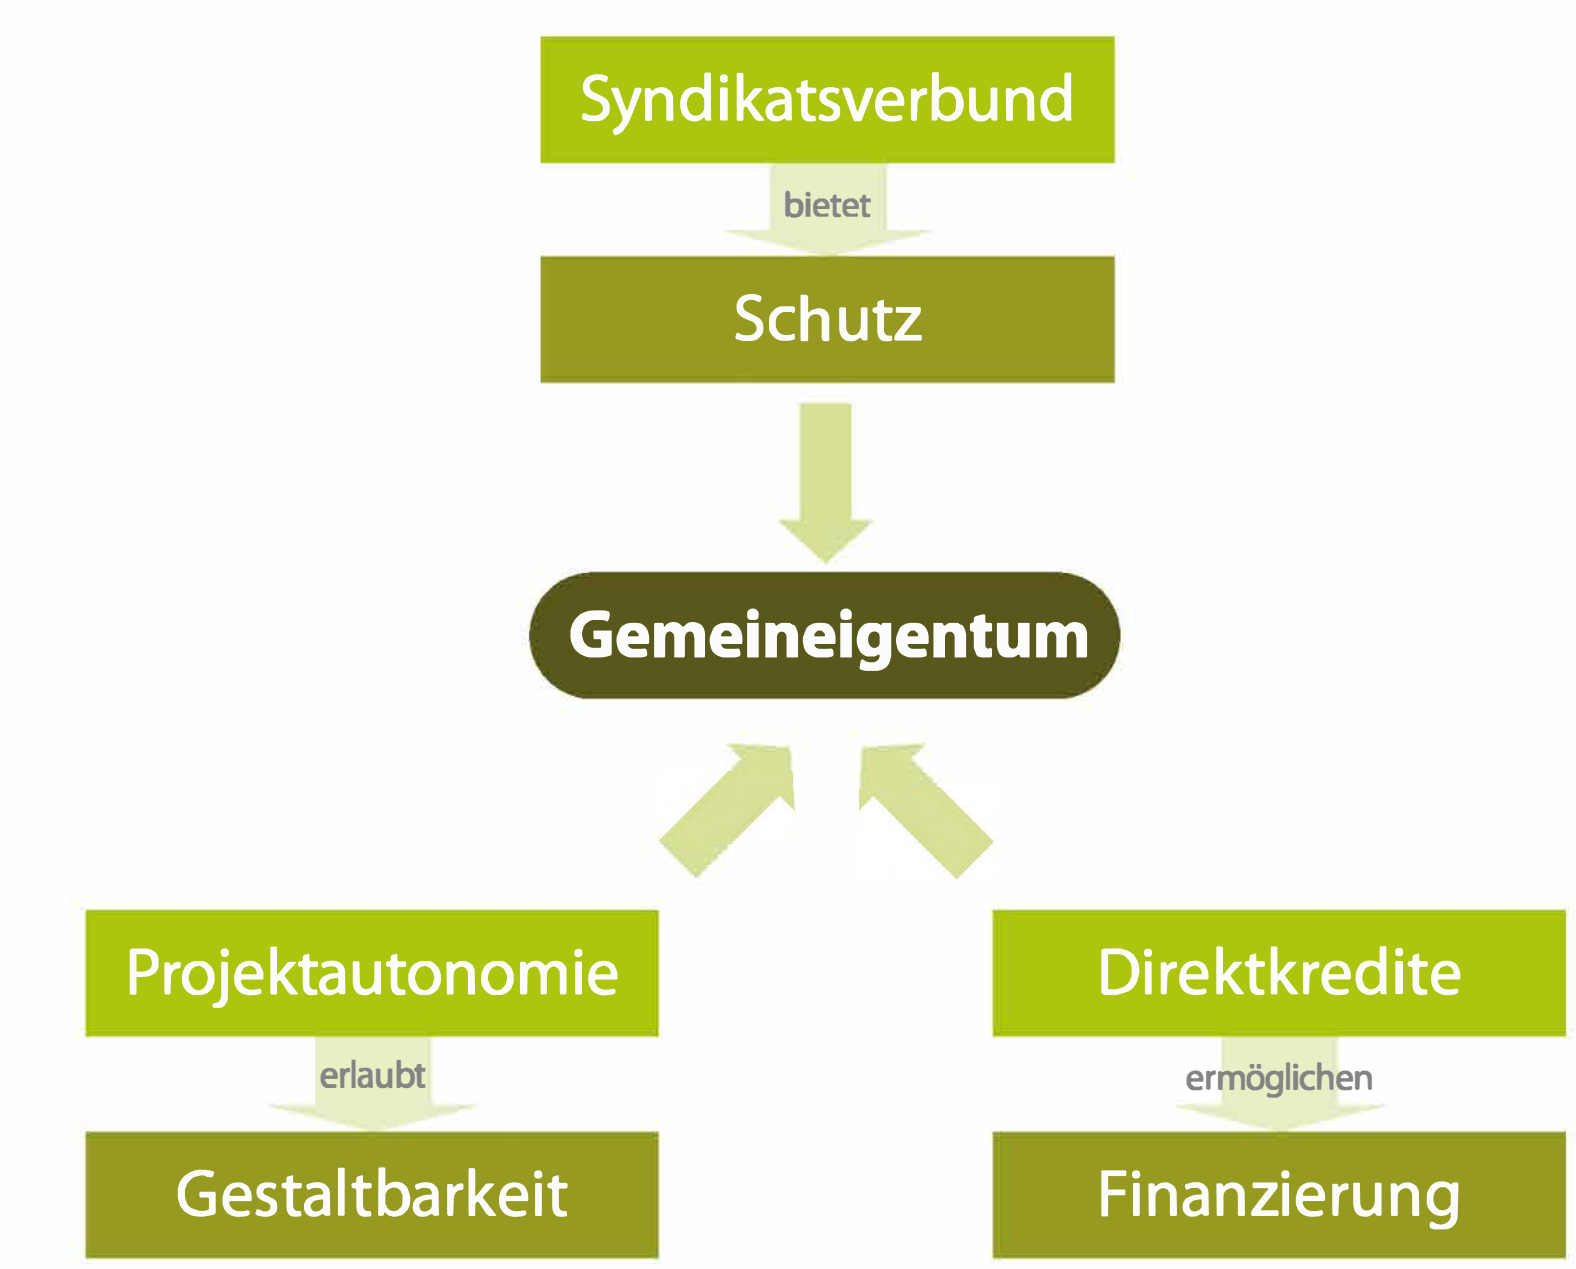 Syndikatsverbund
bietet
Schutz
Gemeineigentum
Projektautonomie
erlaubt
Gestaltbarkeit
Direktkredite
ermöglichen
Finanzierung